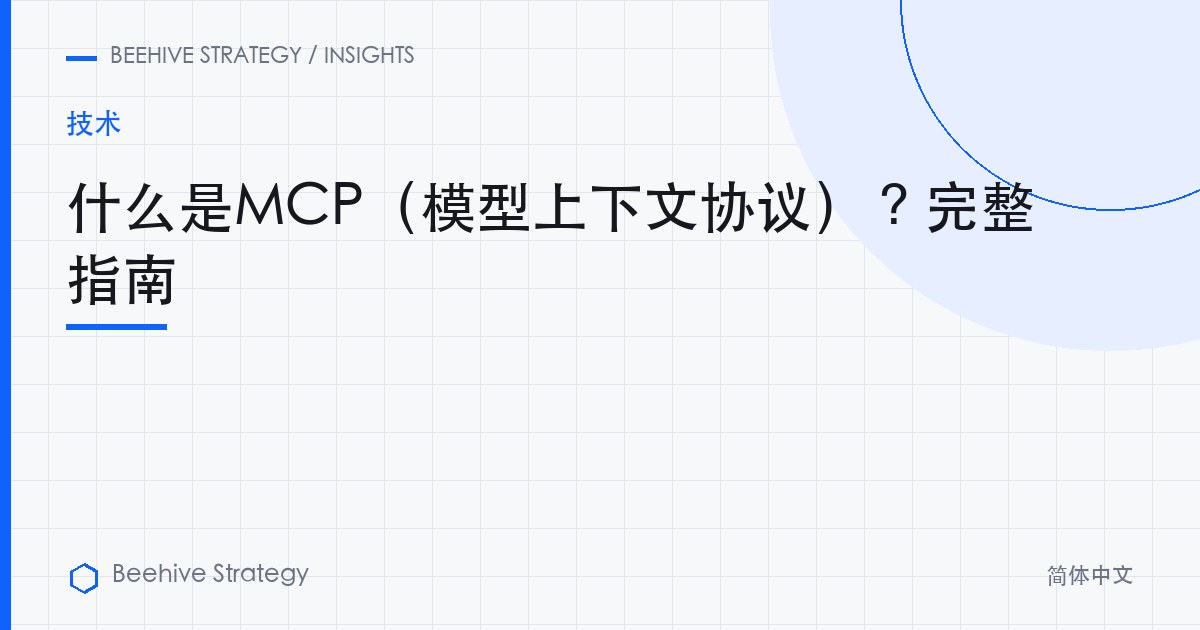 BEEHIVE STRATEGY / INSIGHTS
技术
什么是MCP（模型上下文协议）？完整
指南
Beehive Strategy
简体中文